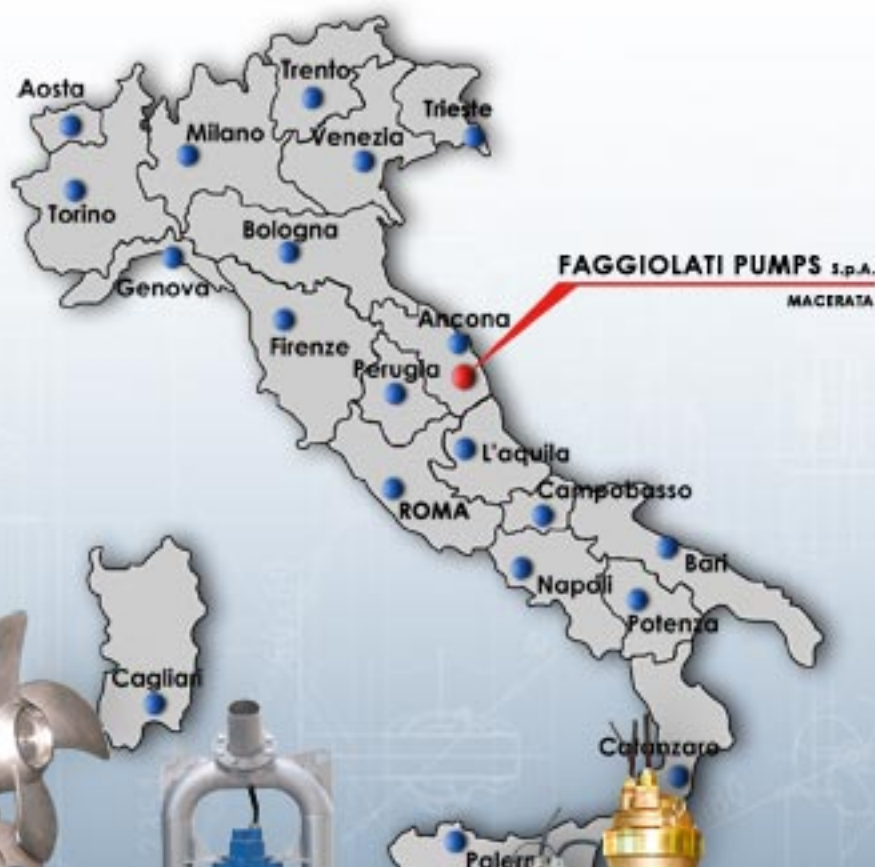 Trento
Aosta
Trieste
Milano
Venezia
Torino
Bologna
FAGGIOLATI PUMPS S.p.A.
Genova
MACERATA
Ancona
Firenze
Perugia
L'aquila
Campobasso
ROMA
Bari
Napoli
Potenza
Cagliari
Catanzaro